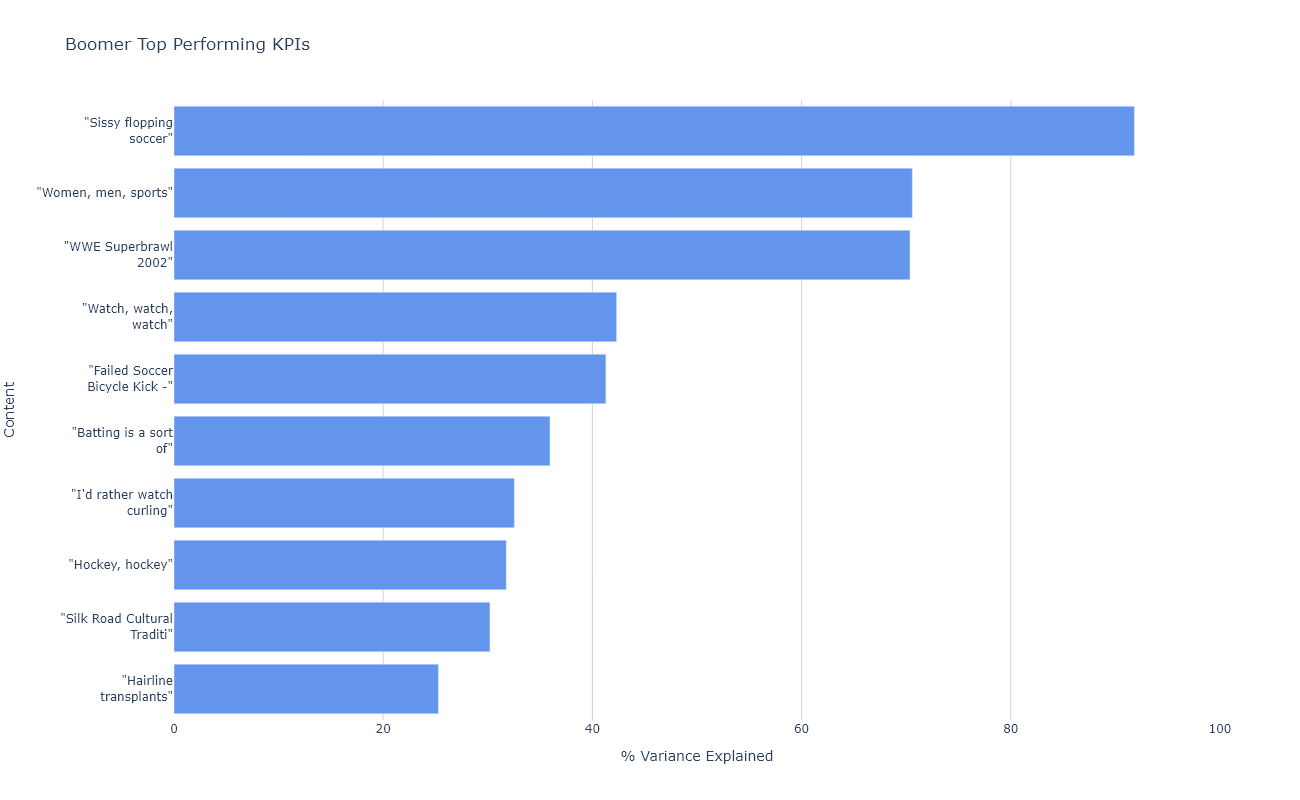 Boomer Top Performing KPIs
"Sissy flopping
soccer"
"Women, men, sports"
"WWE Superbrawl
2002"
"Watch, watch,
watch"
"Failed Soccer
Bicycle Kick -"
"Batting is a sort
of"
"I'd rather watch
curling"
"Hockey, hockey"
"Silk Road Cultural
Traditi"
"Hairline
transplants"
Content
0 20 40 60 80 100
% Variance Explained